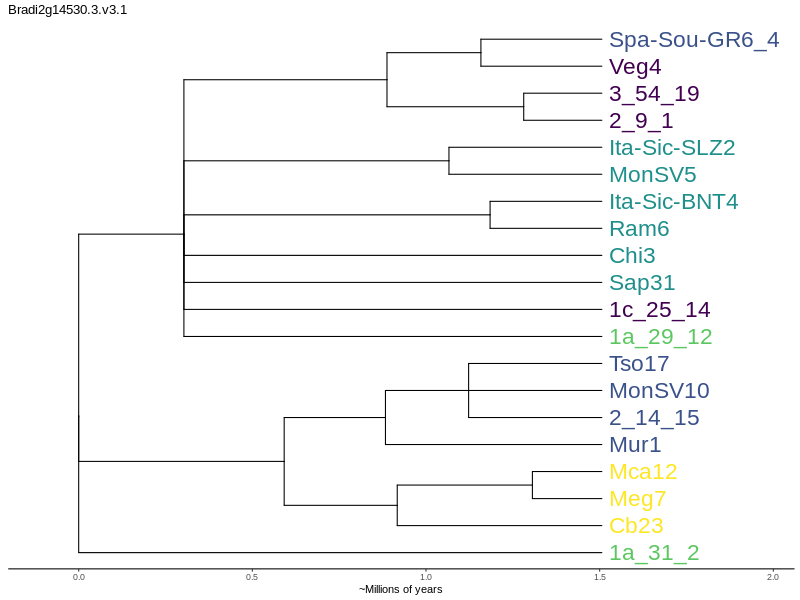 Bradi2g14530.3.v3.1
Spa-Sou-GR6_4
Veg4
3_54_19
2_9_1
Ita-Sic-SLZ2
MonSV5
Ita-Sic-BNT4
Ram6
Chi3
Sap31
1c_25_14
1a_29_12
Tso17
MonSV10
2_14_15
Mur1
Mca12
Meg7
Cb23
1a_31_2
0.0 0.5 1.0 1.5 2.0
~Millions of years